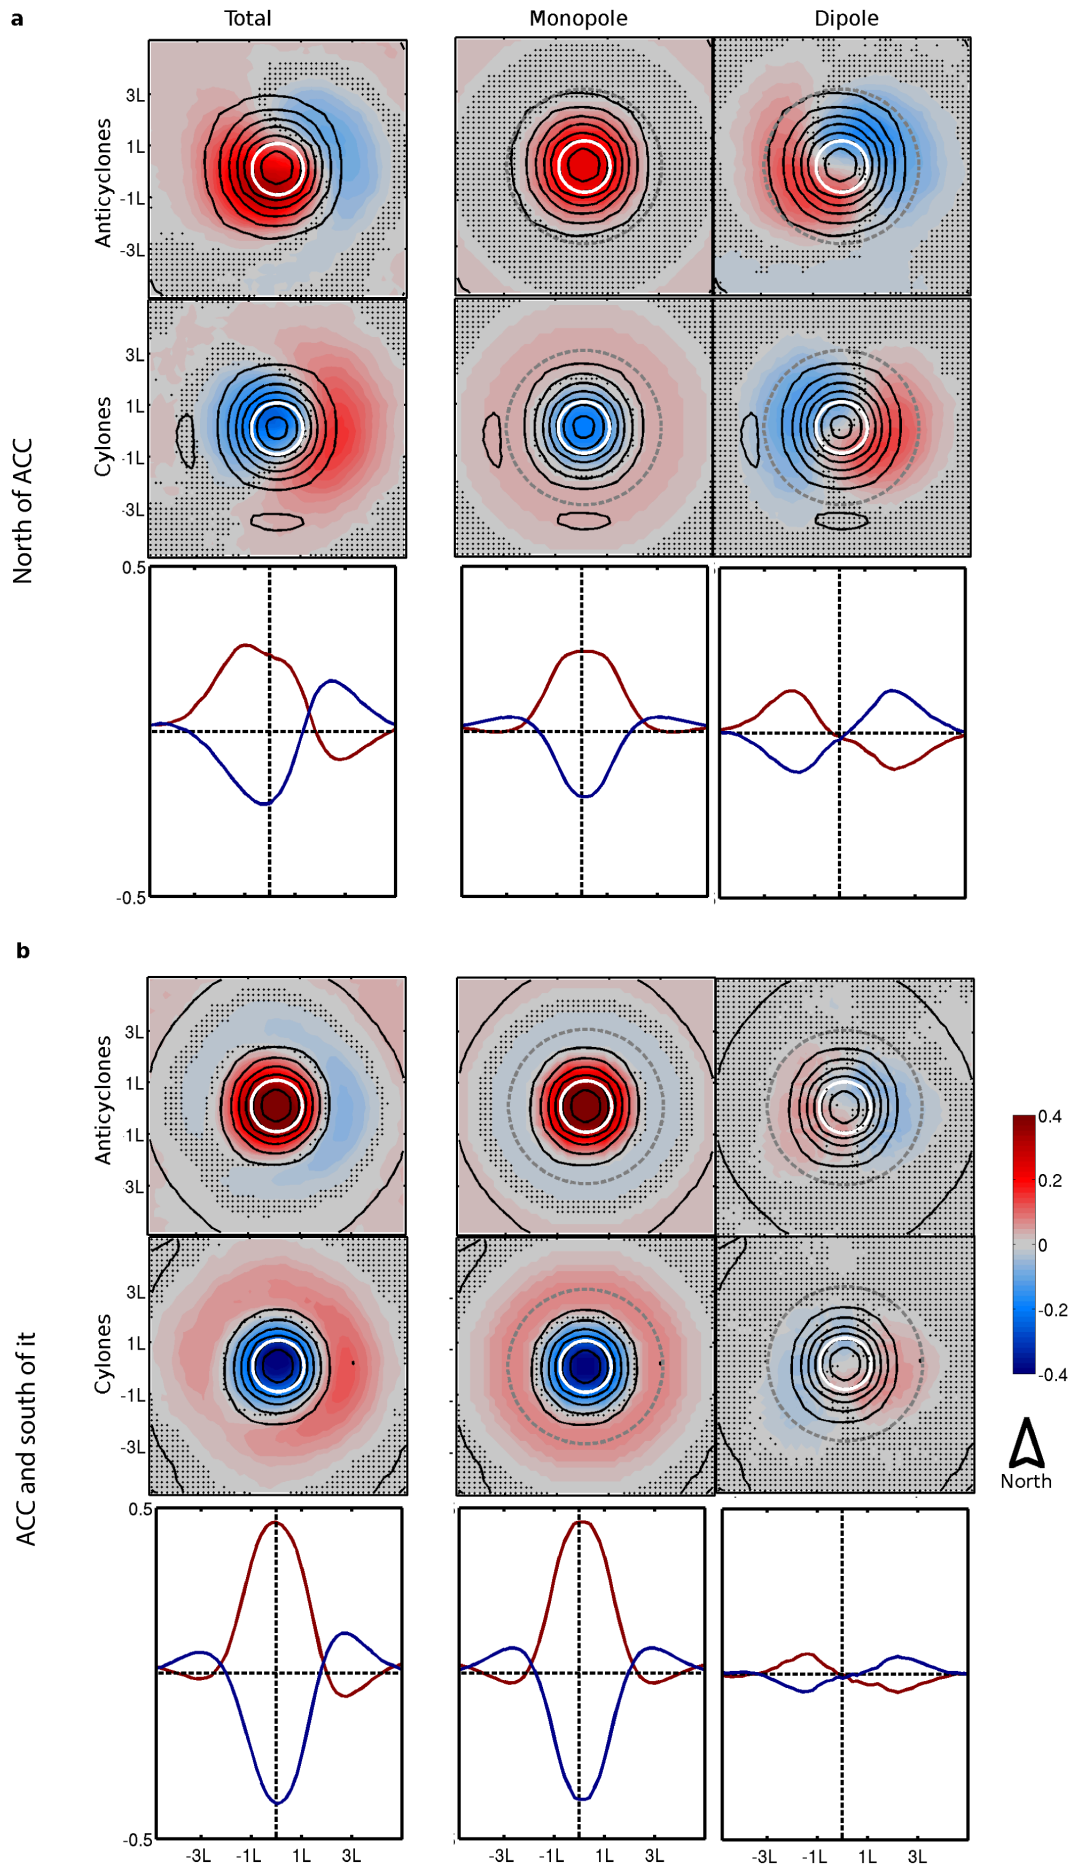 a
Total
Monopole
Dipole
North of ACC
Anticyclones
3L
1L
-1L
-3L
Cylones
3L
1L
-1L
-3L
0.5
-0.5
b
ACC and south of it
Anticyclones
3L
1L
-1L
3L
Cylones
3L
1L
-1L
-3L
0.4
0.2
0
-0.2
-0.4
North
0.5
-0.5
-3L -1L 1L 3L
-3L -1L 1L 3L
-3L -1L 1L 3L